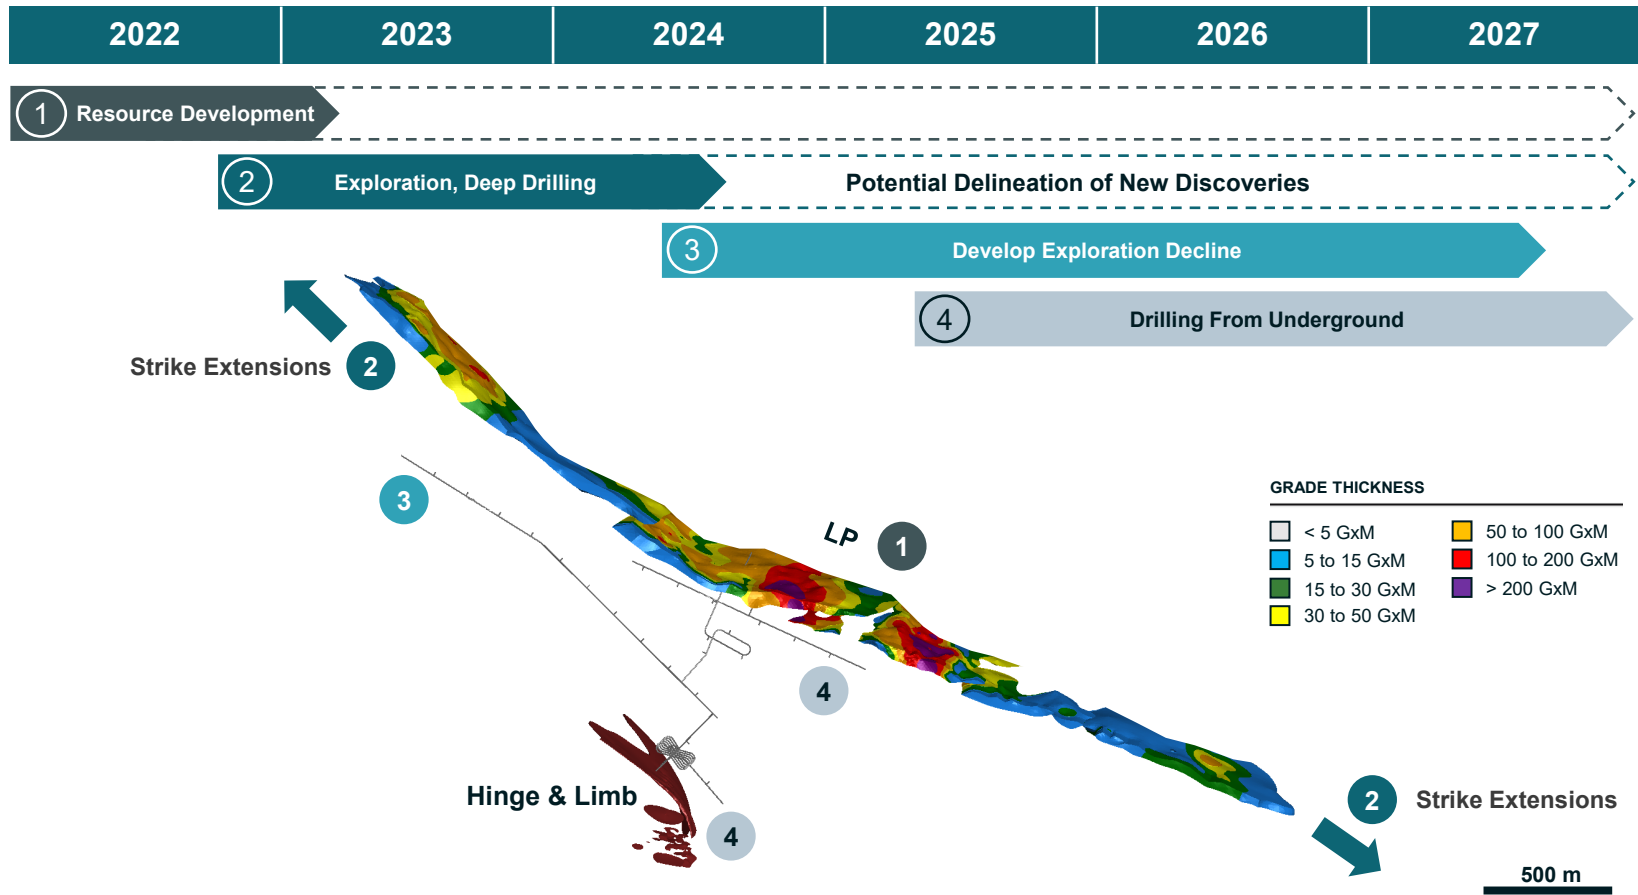 2022 2023 2024 2025 2026 2027
1 Resource Development
2 Exploration, Deep Drilling Potential Delineation of New Discoveries
3 Develop Exploration Decline
4 Drilling From Underground
Strike Extensions 2
3
LP 1
GRADE THICKNESS
< 5 GxM
5 to 15 GxM
15 to 30 GxM
30 to 50 GxM
50 to 100 GxM
100 to 200 GxM
> 200 GxM
4
Hinge & Limb
4
2 Strike Extensions
500 m